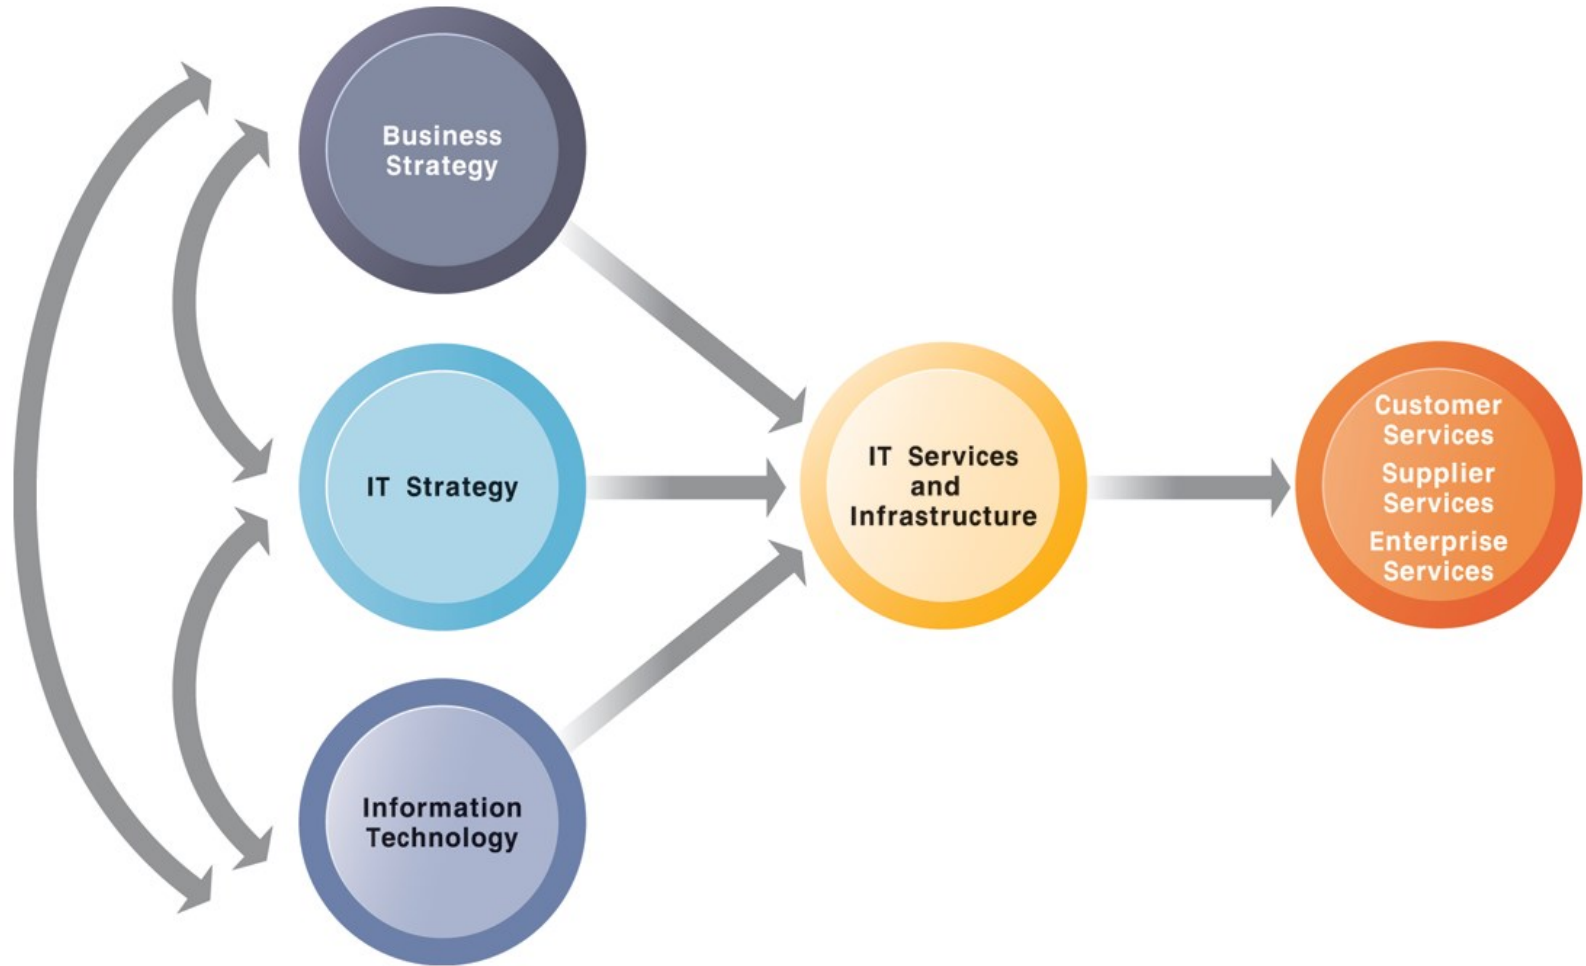 Business
Strategy
IT Strategy
Information
Technology
IT Services
and
Infrastructure
Customer
Services
Supplier
Services
Enterprise
Services